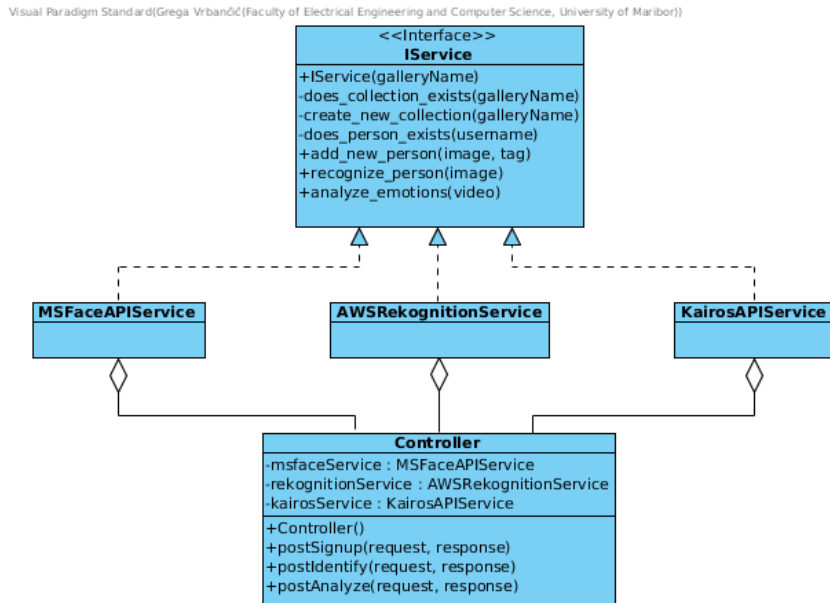 Visual Paradigm Standard(Grega Vrbančič(Faculty of Electrical Engineering and Computer Science, University of Maribor))
<<Interface>>
IService
+IService(galleryName)
-does_collection_exists(galleryName)
-create_new_collection(galleryName)
-does_person_exists(username)
+add_new_person(image, tag)
+recognize_person(image)
+analyze_emotions(video)
MSFaceAPIService
AWSRekognitionService
KairosAPIService
Controller
-msfaceService : MSFaceAPIService
-rekognitionService : AWSRekognitionService
-kairosService : KairosAPIService
+Controller()
+postSignup(request, response)
+postIdentify(request, response)
+postAnalyze(request, response)